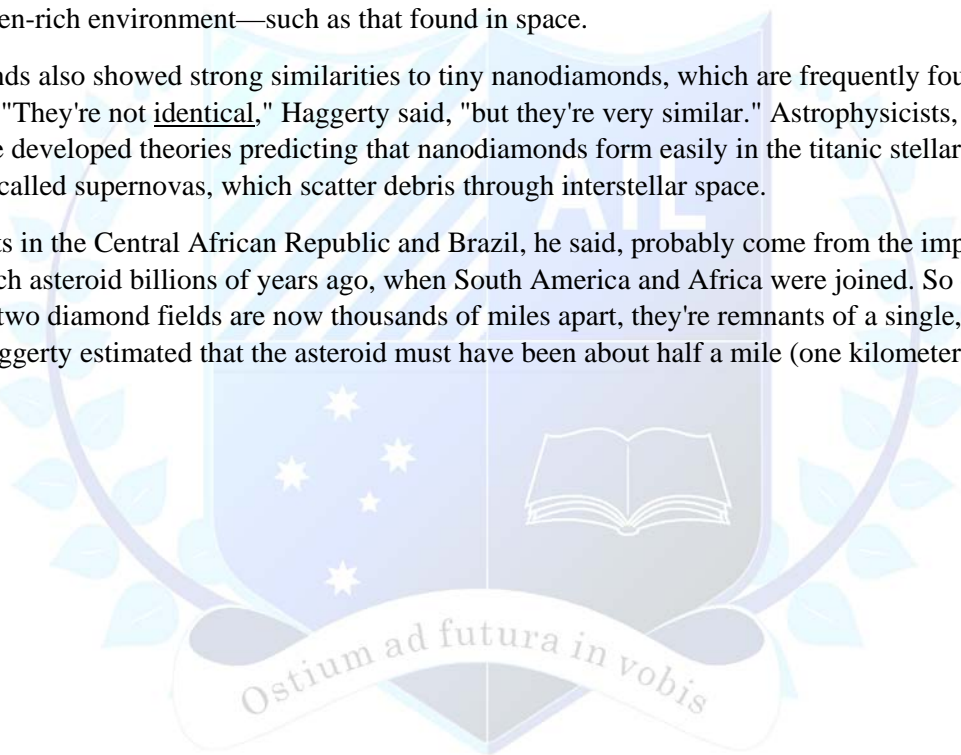 en-rich environment—such as that found in space.
nds also showed strong similarities to tiny nanodiamonds, which are frequently fou
"They're not identical," Haggerty said, "but they're very similar." Astrophysicists,
e developed theories predicting that nanodiamonds form easily in the titanic stellar
called supernovas, which scatter debris through interstellar space.
AIL
ts in the Central African Republic and Brazil, he said, probably come from the imp
ch asteroid billions of years ago, when South America and Africa were joined. So
two diamond fields are now thousands of miles apart, they're remnants of a single,
aggerty estimated that the asteroid must have been about half a mile (one kilometer
Ostium ad futura in vobis